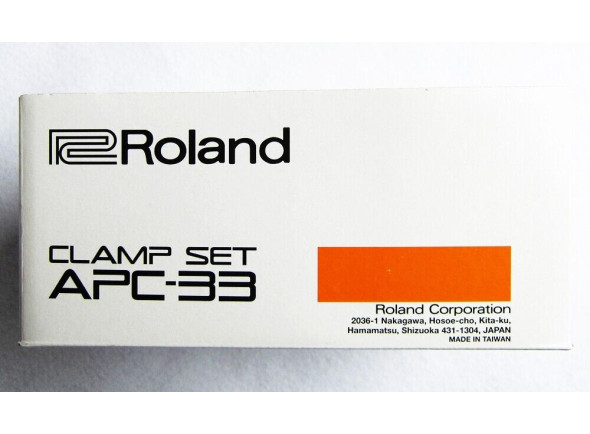 Roland
CLAMP SET
APC-33
Roland Corporation
2036-1 Nakagawa, Hosoe-cho, Kita-ku,
Hamamatsu, Shizuoka 431-1304, JAPAN
MADE IN TAIWAN